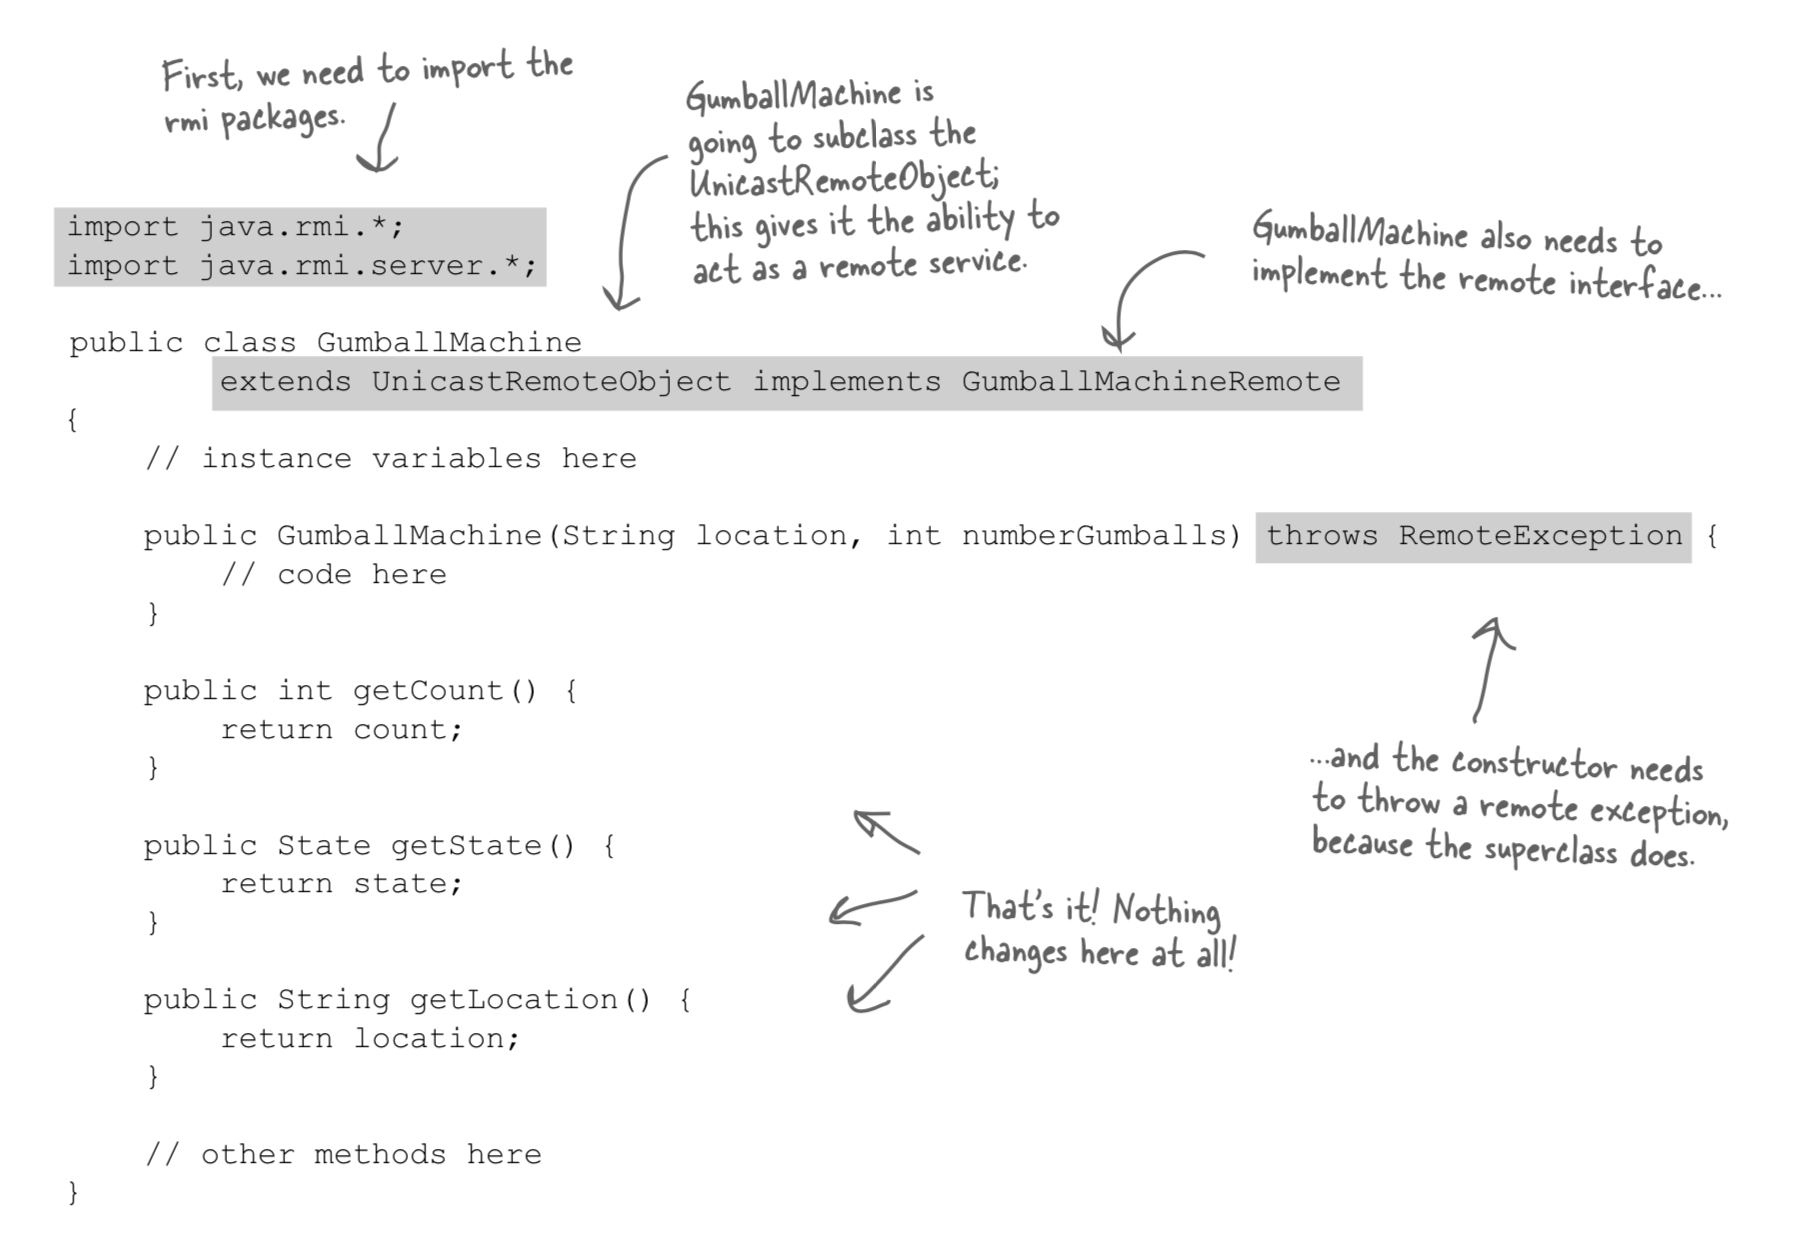 First, we need to import the
rmi packages.
GumballMachine is
going to subclass the
UnicastRemoteObject;
this gives it the ability to
act as a remote service.
GumballMachine also needs to
implement the remote interface...
import java.rmi.*;
import java.rmi.server.*;
public class GumballMachine
extends UnicastRemoteObject implements GumballMachineRemote
{
// instance variables here
public GumballMachine(String location, int numberGumballs) throws RemoteException {
// code here
}
public int getCount() {
return count;
}
...and the constructor needs
to throw a remote exception,
because the superclass does.
public State getState() {
return state;
}
That's it! Nothing
changes here at all!
public String getLocation() {
return location;
}
// other methods here
}